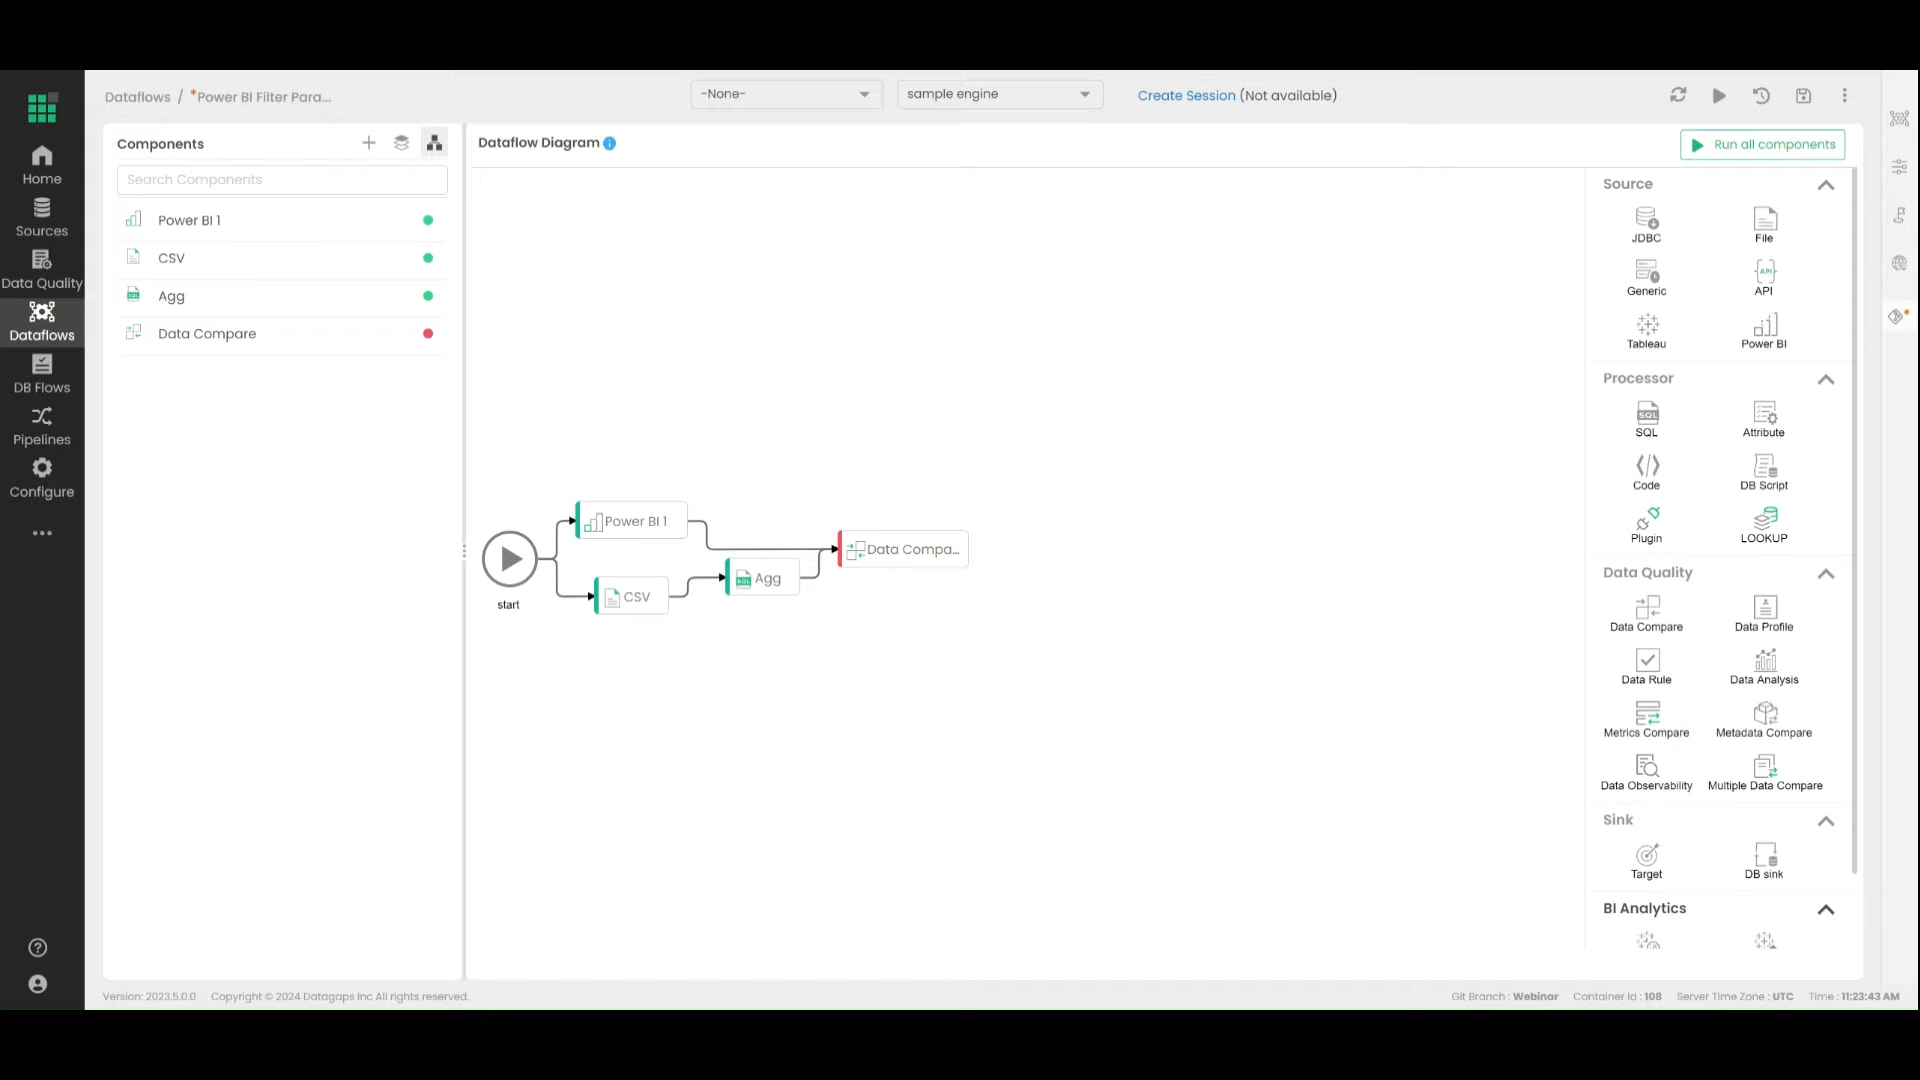 Dataflows / *Power BI Filter Para...
-None-
sample engine
Create Session (Not available)
Home
Sources
Data Quality
Dataflows
DB Flows
Pipelines
Configure
Components
Search Components
Power BI 1
CSV
Agg
Data Compare
Dataflow Diagram
Run all components
start
Power BI 1
CSV
Agg
Data Compa...
Source
JDBC
File
Generic
API
Tableau
Power BI
Processor
SQL
Attribute
Code
DB Script
Plugin
LOOKUP
Data Quality
Data Compare
Data Profile
Data Rule
Data Analysis
Metrics Compare
Metadata Compare
Data Observability
Multiple Data Compare
Sink
Target
DB sink
BI Analytics
Version: 2023.5.0.0 Copyright © 2024 Datagaps Inc All rights reserved.
Git Branch : Webinar Container Id : 108 Server Time Zone : UTC Time : 11:23:43 AM